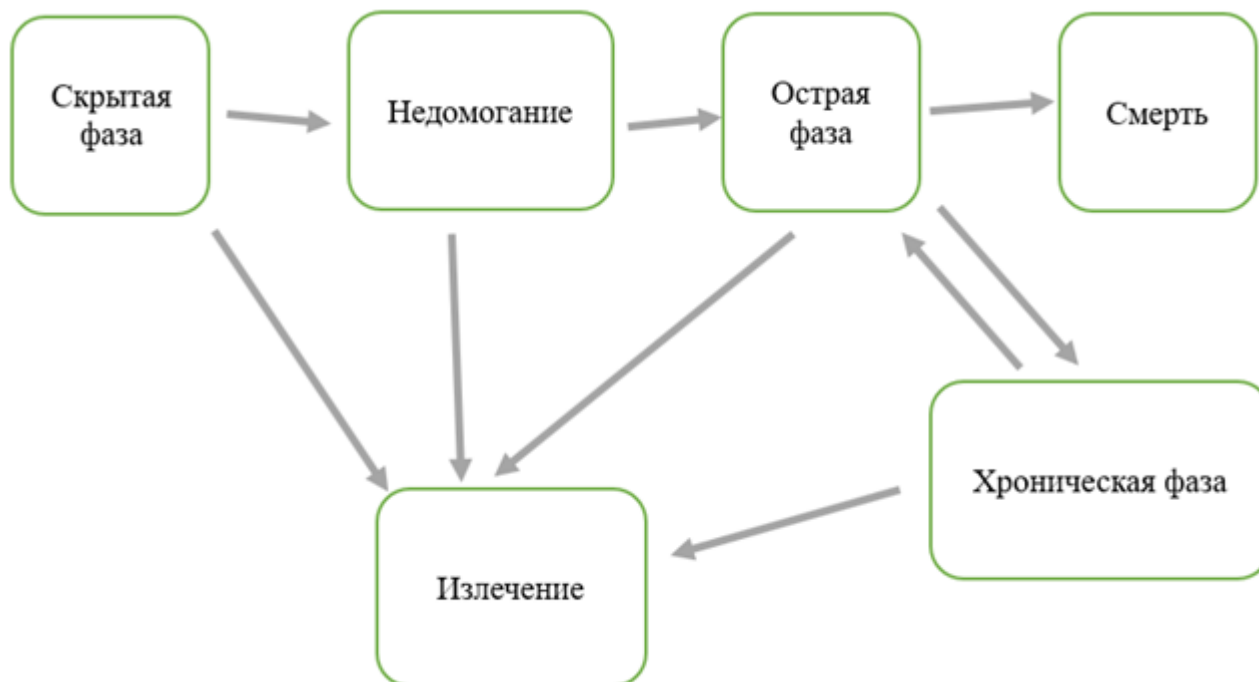 Скрытая
фаза
Недомогание
Острая
фаза
Смерть
Хроническая фаза
Излечение